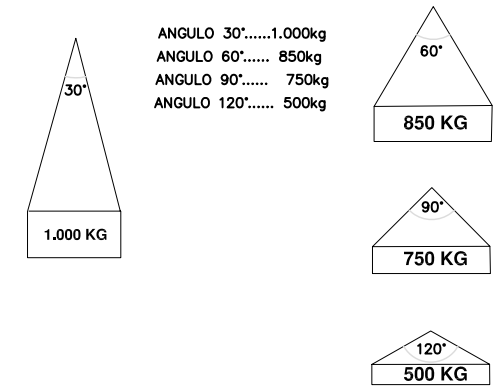 ANGULO 30°......1.000kg
ANGULO 60°...... 850kg
ANGULO 90°...... 750kg
ANGULO 120°...... 500kg
30°
1.000 KG
60°
850 KG
90°
750 KG
120°
500 KG